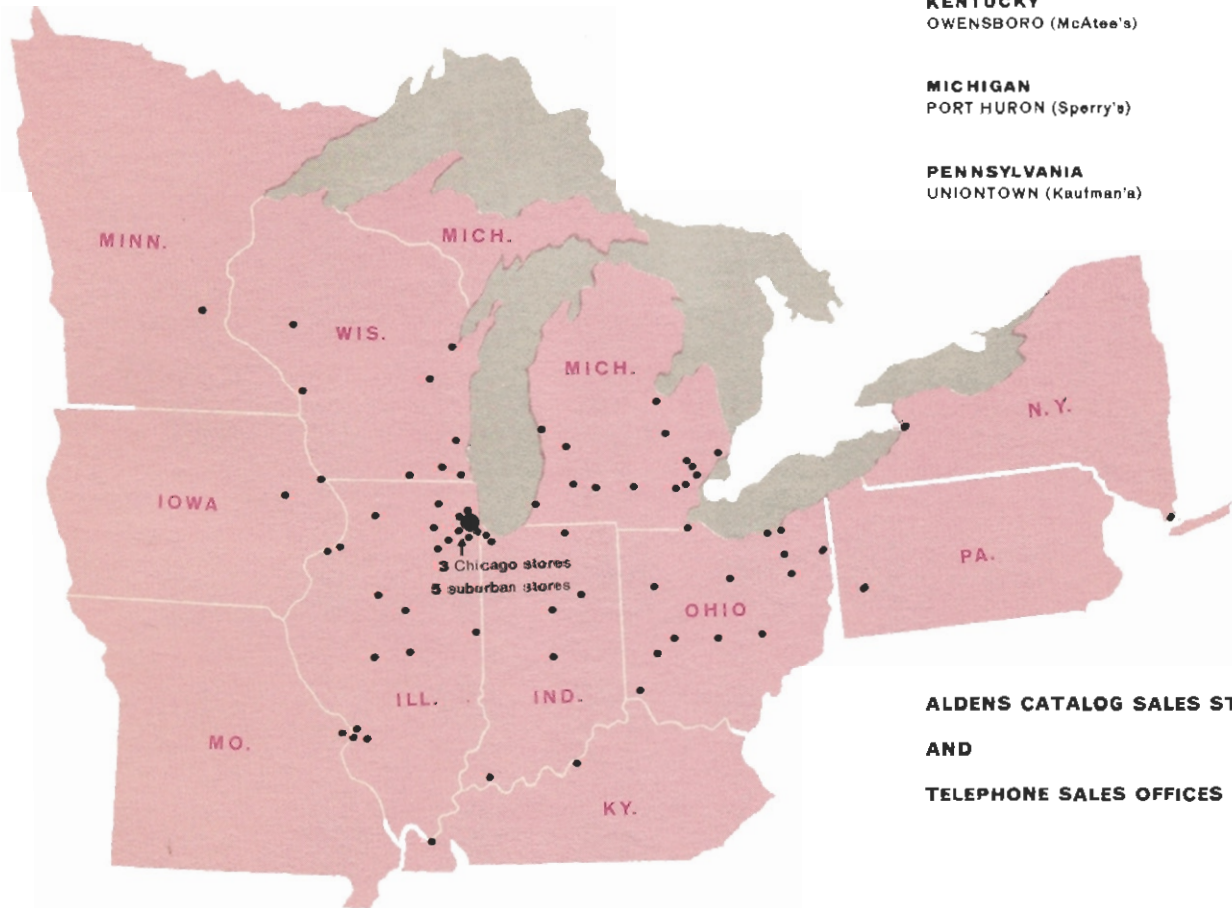 KENTUCKY
OWENSBORO (McAtee's)
MICHIGAN
PORT HURON (Sperry's)
PENNSYLVANIA
UNIONTOWN (Kaufman's)
MINN.
MICH.
WIS.
MICH.
N.Y.
IOWA
PA.
3 Chicago stores
5 suburban stores
OHIO
ILL.
IND.
MO.
KY.
ALDENS CATALOG SALES ST
AND
TELEPHONE SALES OFFICES